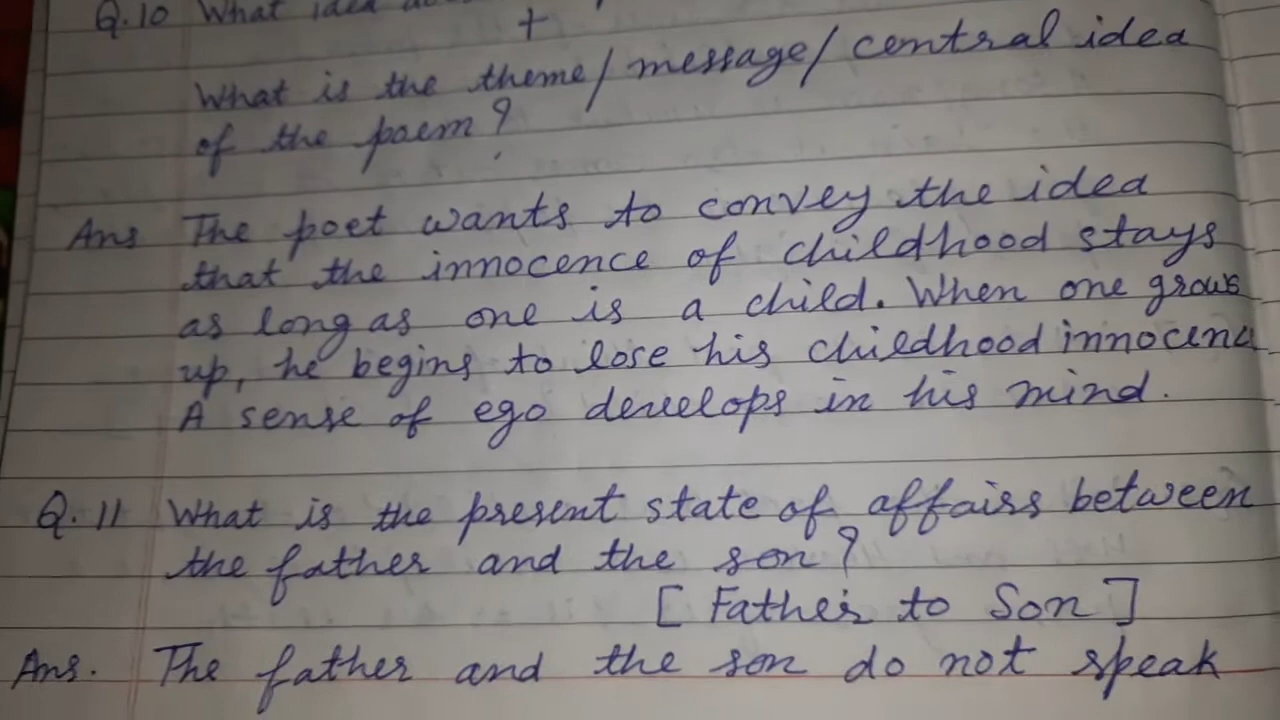 Q.10 What idea
+
What is the theme/message/central idea
of the poem?
Ans The poet wants to convey the idea
that the innocence of childhood stays
as long as one is a child. When one grows
up, he begins to lose his childhood innocenc
A sense of ego develops in his mind.
Q.11 What is the present state of affairs between
the father and the son?
[Father to Son]
Ans. The father and the son do not speak